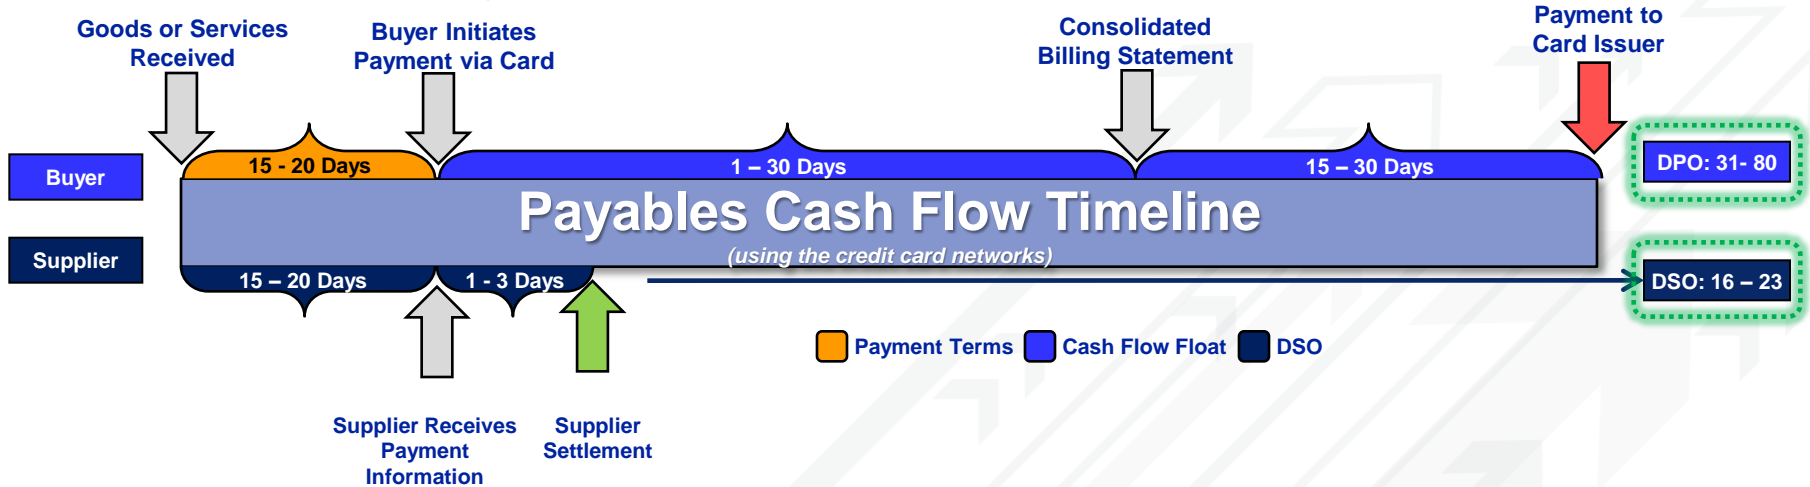 Goods or Services
Received
Buyer Initiates
Payment via Card
Consolidated
Billing Statement
Payment to
Card Issuer
Buyer
15 - 20 Days
1 – 30 Days
15 – 30 Days
DPO: 31- 80
Payables Cash Flow Timeline
(using the credit card networks)
Supplier
15 – 20 Days
1 - 3 Days
DSO: 16 – 23
Payment Terms
Cash Flow Float
DSO
Supplier Receives
Payment
Information
Supplier
Settlement